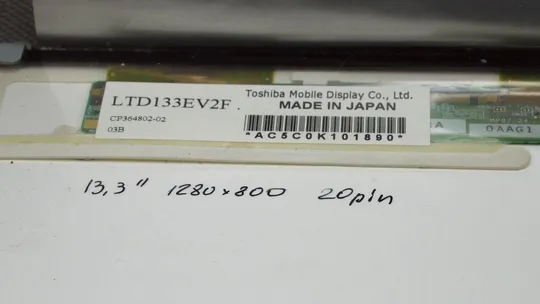 LTD133EV2F.
Toshiba Mobile Display Co., Ltd.
MADE IN JAPAN
CP364802-02
03B
*AC5C0K101890*
A
0AAG1
13,3" 1280x800 20pin